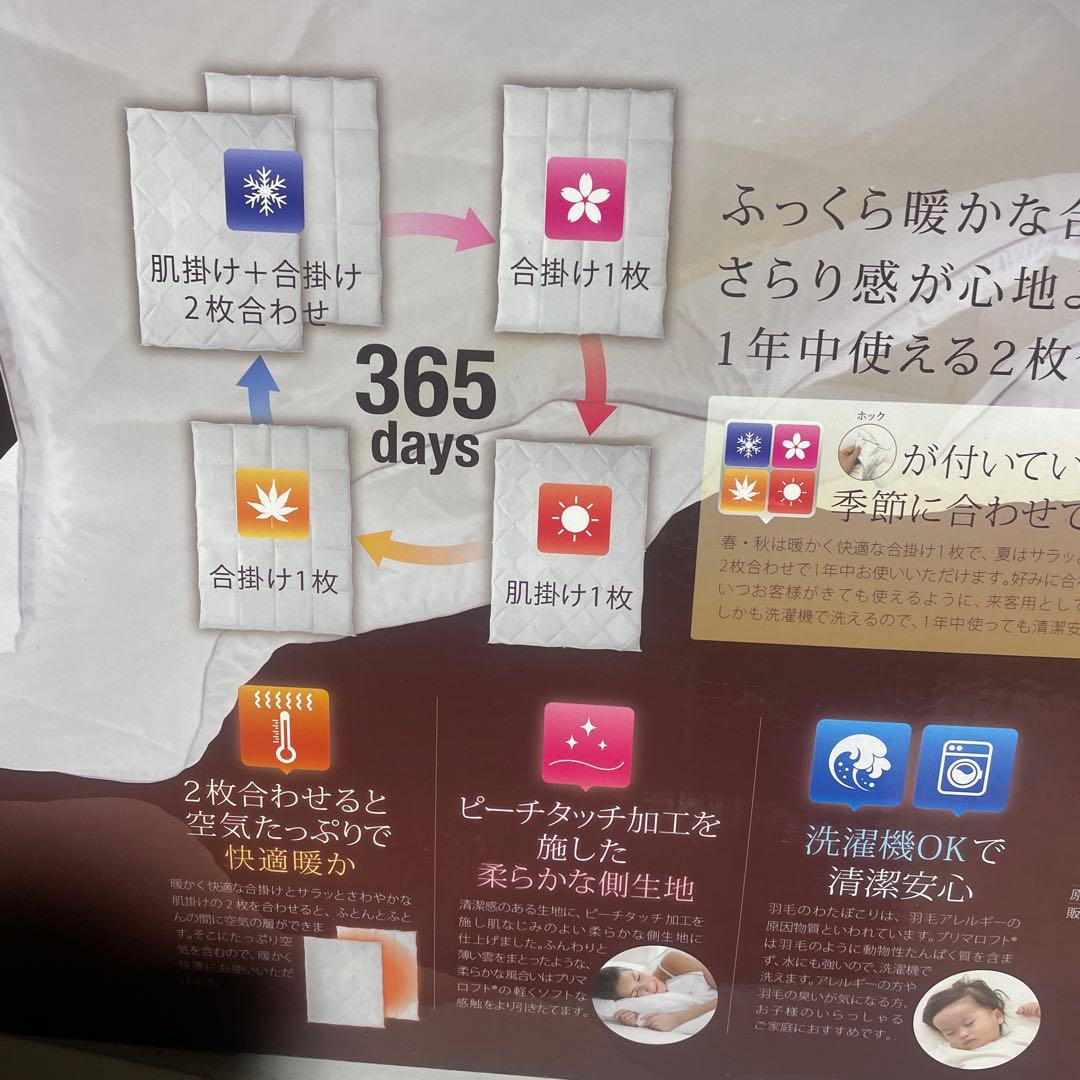 肌掛け＋合掛け
2枚合わせ
合掛け1枚
365
days
合掛け1枚
肌掛け1枚
ふっくら暖かな合
さらり感が心地よ
1年中使える2枚
ホック
が付いてい
季節に合わせて
春・秋は暖かく快適な合掛け1枚で、夏はサラッ
2枚合わせで1年中お使いいただけます。好みに合
いつお客様がきても使えるように、来客用として
しかも洗濯機で洗えるので、1年中使っても清潔安
2枚合わせると
空気たっぷりで
快適暖か
暖かく快適な合掛けとサラッとさわやかな
肌掛けの2枚を合わせると、ふとんとふと
んの間に空気の層ができま
す。そこにたっぷり空
気を含むので、暖かく
快適にお使いいただ
けます。
ピーチタッチ加工を
施した
柔らかな側生地
清潔感のある生地に、ピーチタッチ加工を
施し肌なじみのよい柔らかな側生地に
仕上げました。ふんわりと
薄い雲をまとったような、
柔らかな風合いはプリマ
ロフト®の軽くソフトな
感触をより引きたてます。
洗濯機OKで
清潔安心
羽毛のわたぼこりは、羽毛アレルギーの
原因物質といわれています。プリマロフト®
は羽毛のように動物性たんぱく質を含ま
ず、水にも強いので、洗濯機で
洗えます。アレルギーの方や
羽毛の臭いが気になる方、
お子様のいらっしゃる
ご家庭におすすめです。
原
販